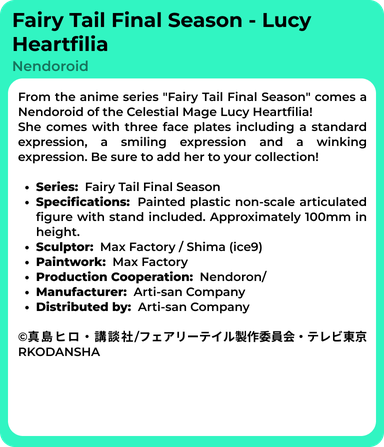 Fairy Tail Final Season - Lucy
Heartfilia
Nendoroid
From the anime series "Fairy Tail Final Season" comes a
Nendoroid of the Celestial Mage Lucy Heartfilia!
She comes with three face plates including a standard
expression, a smiling expression and a winking
expression. Be sure to add her to your collection!
• Series: Fairy Tail Final Season
• Specifications: Painted plastic non-scale articulated
figure with stand included. Approximately 100mm in
height.
• Sculptor: Max Factory / Shima (ice9)
• Paintwork: Max Factory
• Production Cooperation: Nendoron/
• Manufacturer: Arti-san Company
• Distributed by: Arti-san Company
©真島ヒロ・講談社/フェアリーテイル製作委員会・テレビ東京
RKODANSHA